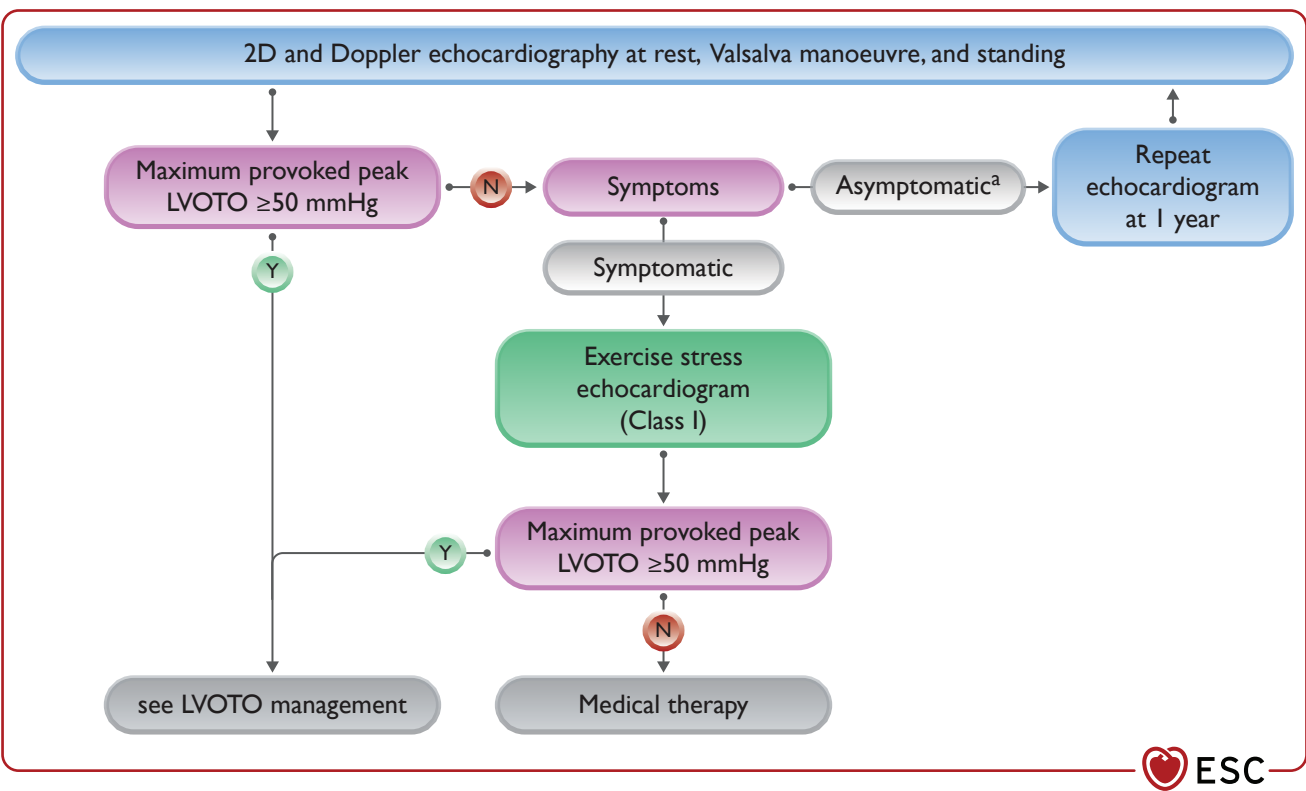 2D and Doppler echocardiography at rest, Valsalva manoeuvre, and standing
Maximum provoked peak
LVOTO ≥50 mmHg
N
Symptoms
Asymptomaticᵃ
Repeat
echocardiogram
at 1 year
Y
Symptomatic
Exercise stress
echocardiogram
(Class I)
Maximum provoked peak
LVOTO ≥50 mmHg
Y
N
see LVOTO management
Medical therapy
ESC